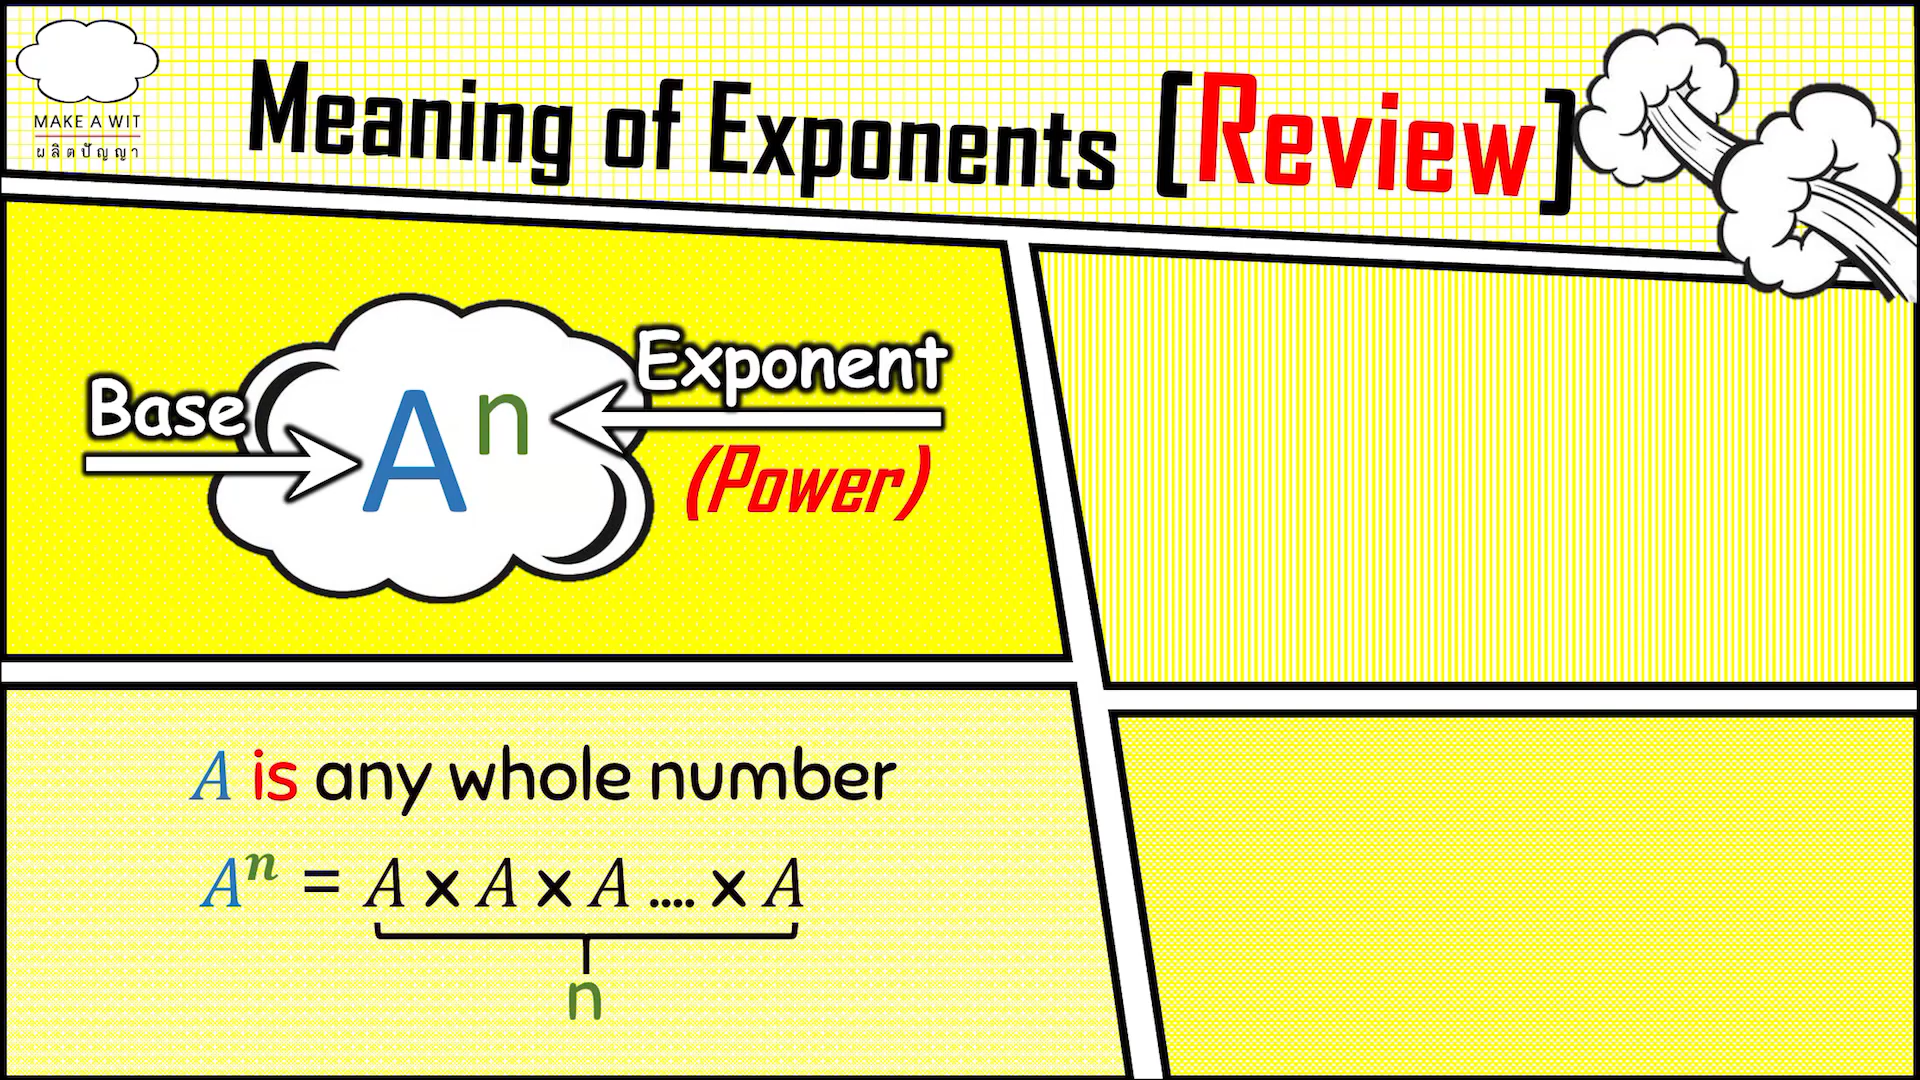 MAKE A WIT
ผลิตปัญญา
Meaning of Exponents [Review]
Base
Exponent
Aⁿ
(Power)
A is any whole number
Aⁿ = A x A x A .... x A
n